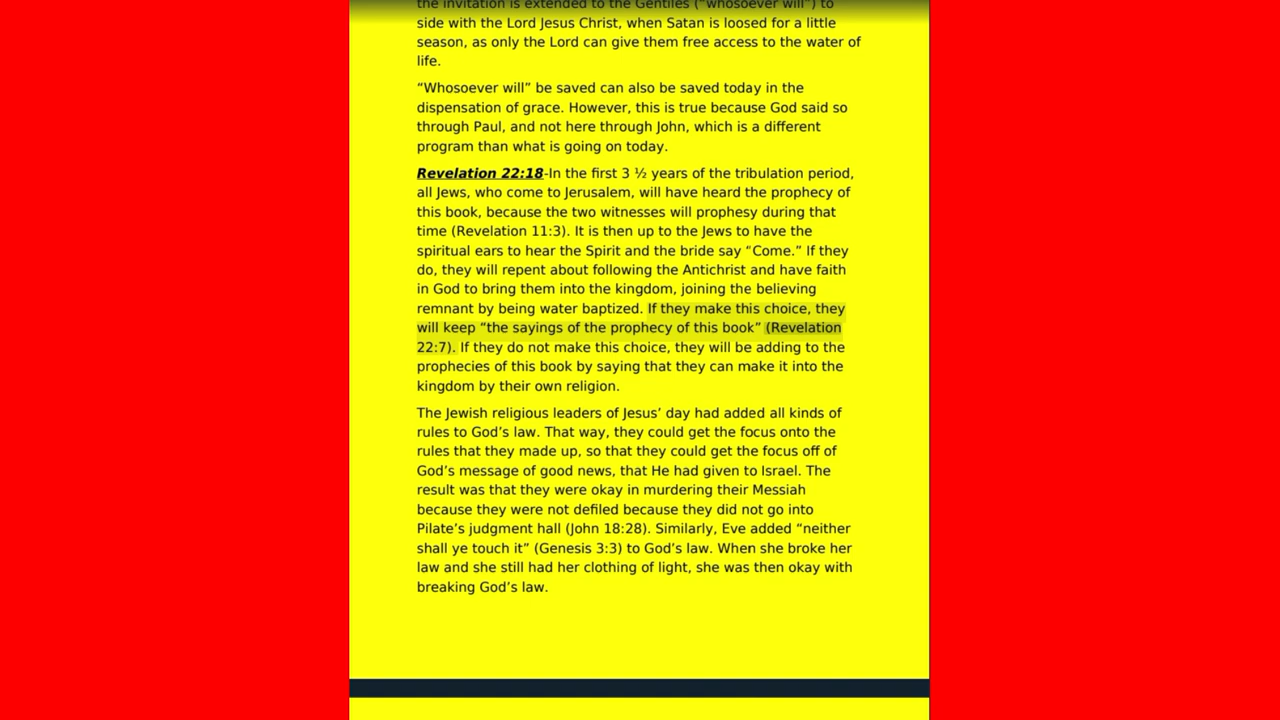 the invitation is extended to the Gentiles (“whosoever will”) to
side with the Lord Jesus Christ, when Satan is loosed for a little
season, as only the Lord can give them free access to the water of
life.
“Whosoever will” be saved can also be saved today in the
dispensation of grace. However, this is true because God said so
through Paul, and not here through John, which is a different
program than what is going on today.
Revelation 22:18-In the first 3 ½ years of the tribulation period,
all Jews, who come to Jerusalem, will have heard the prophecy of
this book, because the two witnesses will prophesy during that
time (Revelation 11:3). It is then up to the Jews to have the
spiritual ears to hear the Spirit and the bride say “Come.” If they
do, they will repent about following the Antichrist and have faith
in God to bring them into the kingdom, joining the believing
remnant by being water baptized. If they make this choice, they
will keep “the sayings of the prophecy of this book” (Revelation
22:7). If they do not make this choice, they will be adding to the
prophecies of this book by saying that they can make it into the
kingdom by their own religion.
The Jewish religious leaders of Jesus’ day had added all kinds of
rules to God’s law. That way, they could get the focus onto the
rules that they made up, so that they could get the focus off of
God’s message of good news, that He had given to Israel. The
result was that they were okay in murdering their Messiah
because they were not defiled because they did not go into
Pilate’s judgment hall (John 18:28). Similarly, Eve added “neither
shall ye touch it” (Genesis 3:3) to God’s law. When she broke her
law and she still had her clothing of light, she was then okay with
breaking God’s law.